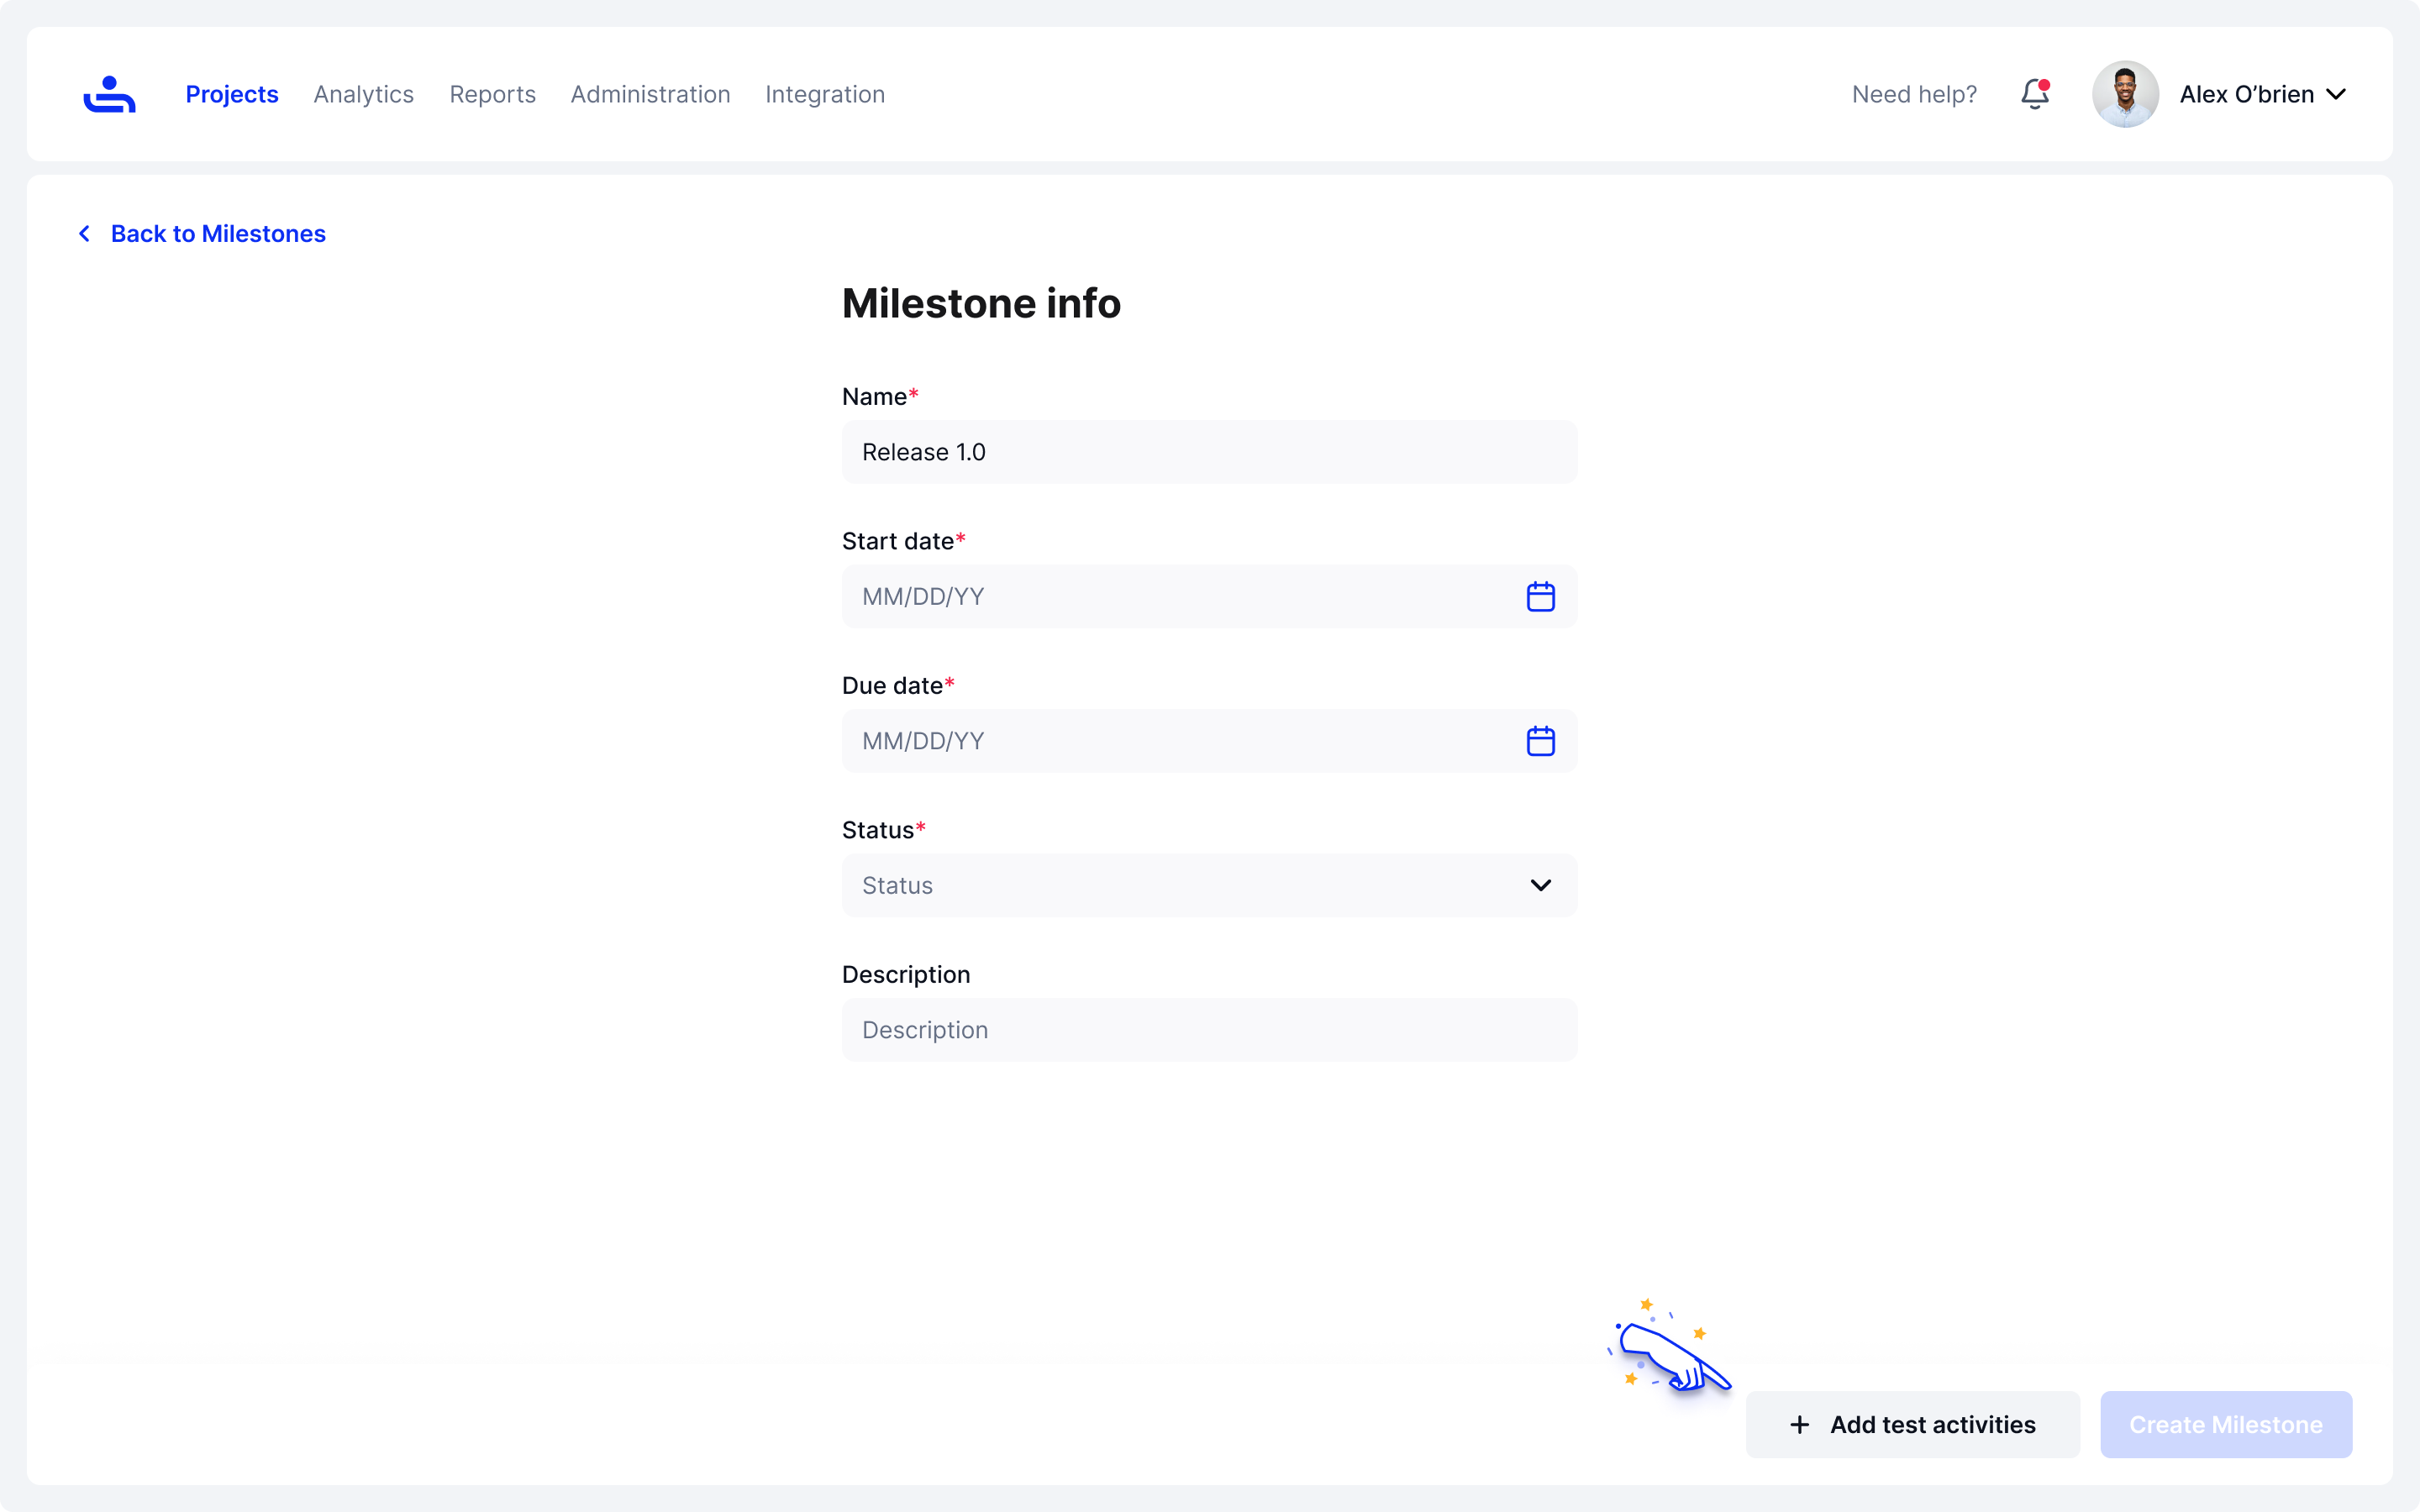 Projects Analytics Reports Administration Integration Need help? Alex O’brien
Back to Milestones
Milestone info
Name*
Release 1.0
Start date*
MM/DD/YY
Due date*
MM/DD/YY
Status*
Status
Description
Description
+ Add test activities Create Milestone